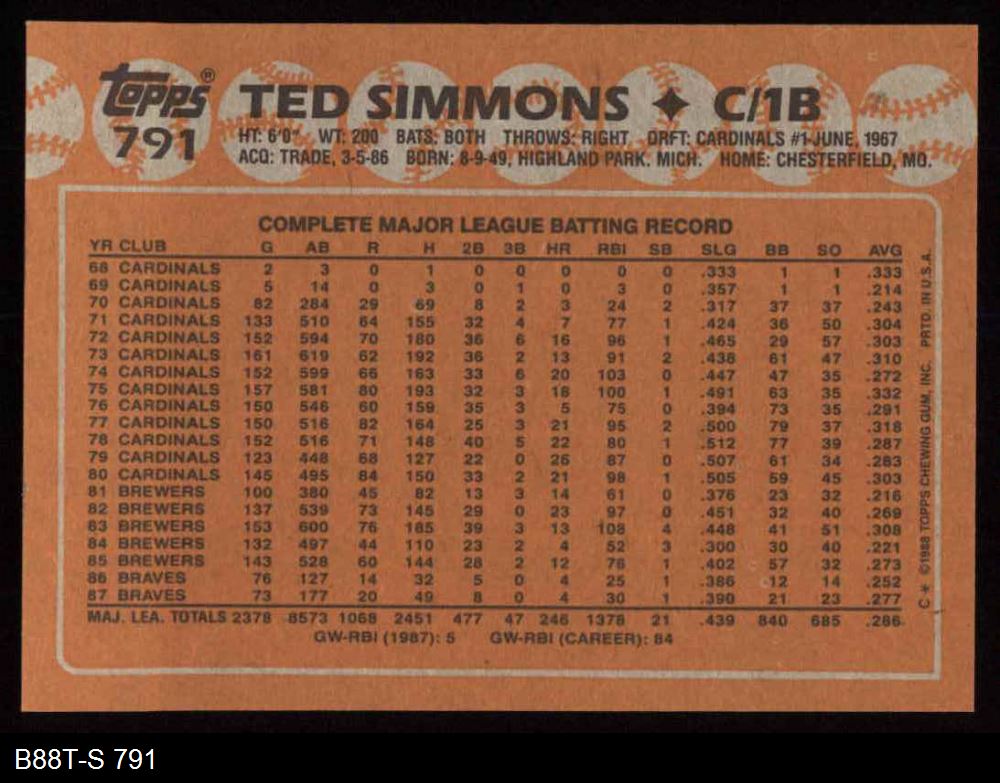 Topps® TED SIMMONS ✦ C/1B
791 HT: 6'0" WT: 200 BATS: BOTH THROWS: RIGHT DRFT: CARDINALS #1-JUNE, 1967
ACQ: TRADE, 3-5-86 BORN: 8-9-49, HIGHLAND PARK, MICH. HOME: CHESTERFIELD, MO.
COMPLETE MAJOR LEAGUE BATTING RECORD
YR CLUB G AB R H 2B 3B HR RBI SB SLG BB SO AVG
68 CARDINALS 2 3 0 1 0 0 0 0 0 .333 1 1 .333
69 CARDINALS 5 14 0 3 0 1 0 3 0 .357 1 1 .214
70 CARDINALS 82 284 29 69 8 2 3 24 2 .317 37 37 .243
71 CARDINALS 133 510 64 155 32 4 7 77 1 .424 36 50 .304
72 CARDINALS 152 594 70 180 36 6 16 96 1 .465 29 57 .303
73 CARDINALS 161 619 62 192 36 2 13 91 2 .438 61 47 .310
74 CARDINALS 152 599 66 163 33 6 20 103 0 .447 47 35 .272
75 CARDINALS 157 581 80 193 32 3 18 100 1 .491 63 35 .332
76 CARDINALS 150 546 60 159 35 3 5 75 0 .394 73 35 .291
77 CARDINALS 150 516 82 164 25 3 21 95 2 .500 79 37 .318
78 CARDINALS 152 516 71 148 40 5 22 80 1 .512 77 39 .287
79 CARDINALS 123 448 68 127 22 0 26 87 0 .507 61 34 .283
80 CARDINALS 145 495 84 150 33 2 21 98 1 .505 59 45 .303
81 BREWERS 100 380 45 82 13 3 14 61 0 .376 23 32 .216
82 BREWERS 137 539 73 145 29 0 23 97 0 .451 32 40 .269
83 BREWERS 153 600 76 185 39 3 13 108 4 .448 41 51 .308
84 BREWERS 132 497 44 110 23 2 4 52 3 .300 30 40 .221
85 BREWERS 143 528 60 144 28 2 12 76 1 .402 57 32 .273
86 BRAVES 76 127 14 32 5 0 4 25 1 .386 12 14 .252
87 BRAVES 73 177 20 49 8 0 4 30 1 .390 21 23 .277
MAJ. LEA. TOTALS 2378 8573 1068 2451 477 47 246 1378 21 .439 840 685 .286
GW-RBI (1987): 5 GW-RBI (CAREER): 84
C* ©1988 TOPPS CHEWING GUM, INC. PRTD. IN U.S.A.
B88T-S 791